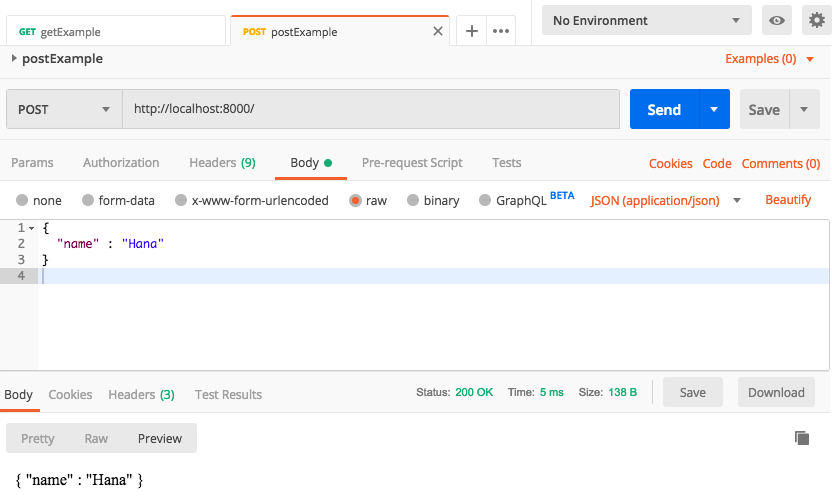 GET getExample POST postExample No Environment
postExample Examples (0)
POST http://localhost:8000/ Send Save
Params Authorization Headers (9) Body Pre-request Script Tests Cookies Code Comments (0)
none form-data x-www-form-urlencoded raw binary GraphQL BETA JSON (application/json) Beautify
1 {
2 "name" : "Hana"
3 }
4
Body Cookies Headers (3) Test Results Status: 200 OK Time: 5 ms Size: 138 B Save Download
Pretty Raw Preview
{ "name" : "Hana" }